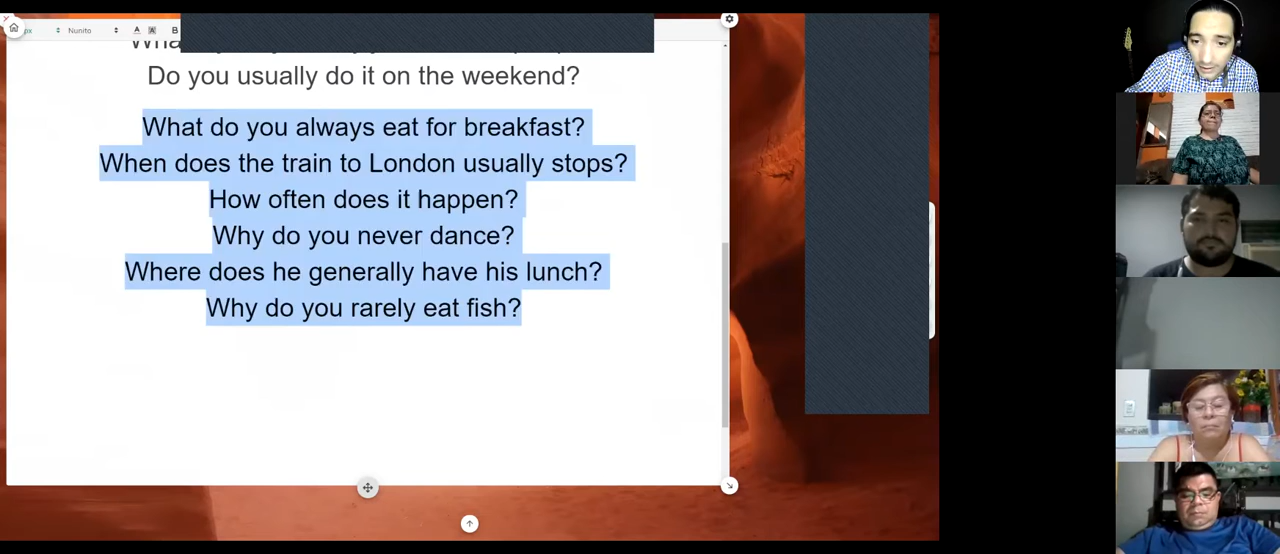 px Nunito A A B
Do you usually do it on the weekend?
What do you always eat for breakfast?
When does the train to London usually stops?
How often does it happen?
Why do you never dance?
Where does he generally have his lunch?
Why do you rarely eat fish?